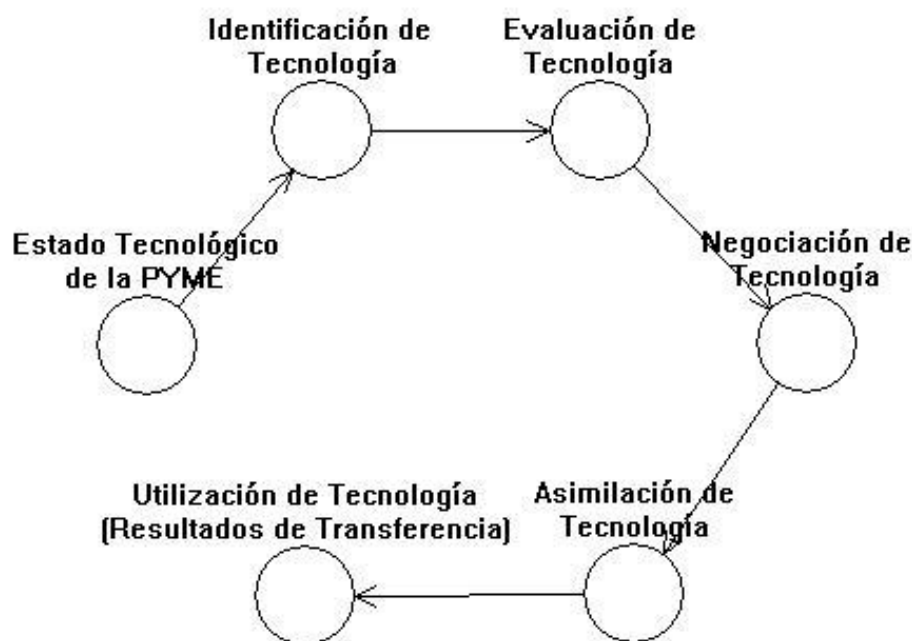 Identificación de
Tecnología
Evaluación de
Tecnología
Estado Tecnológico
de la PYME
Negociación de
Tecnología
Utilización de Tecnología
(Resultados de Transferencia)
Asimilación de
Tecnología